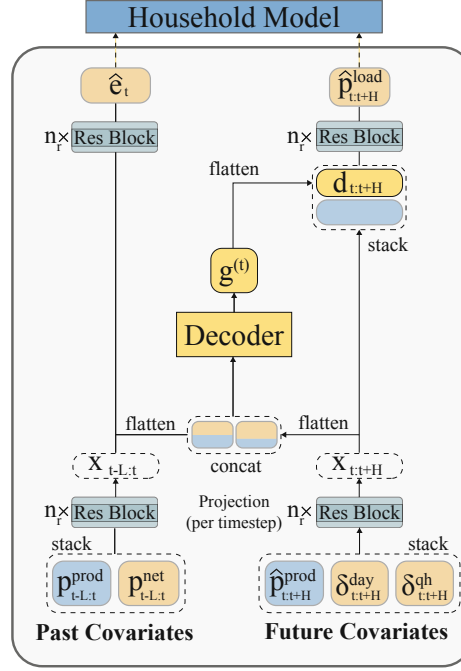 Household Model
ê_t
p̂^load_t:t+H
n_r× Res Block
n_r× Res Block
flatten
d_t:t+H
stack
g^(t)
Decoder
flatten
flatten
concat
x_t-L:t
x_t:t+H
Projection
(per timestep)
n_r× Res Block
n_r× Res Block
stack
stack
p^prod_t-L:t
p^net_t-L:t
p̂^prod_t:t+H
δ^day_t:t+H
δ^qh_t:t+H
Past Covariates
Future Covariates